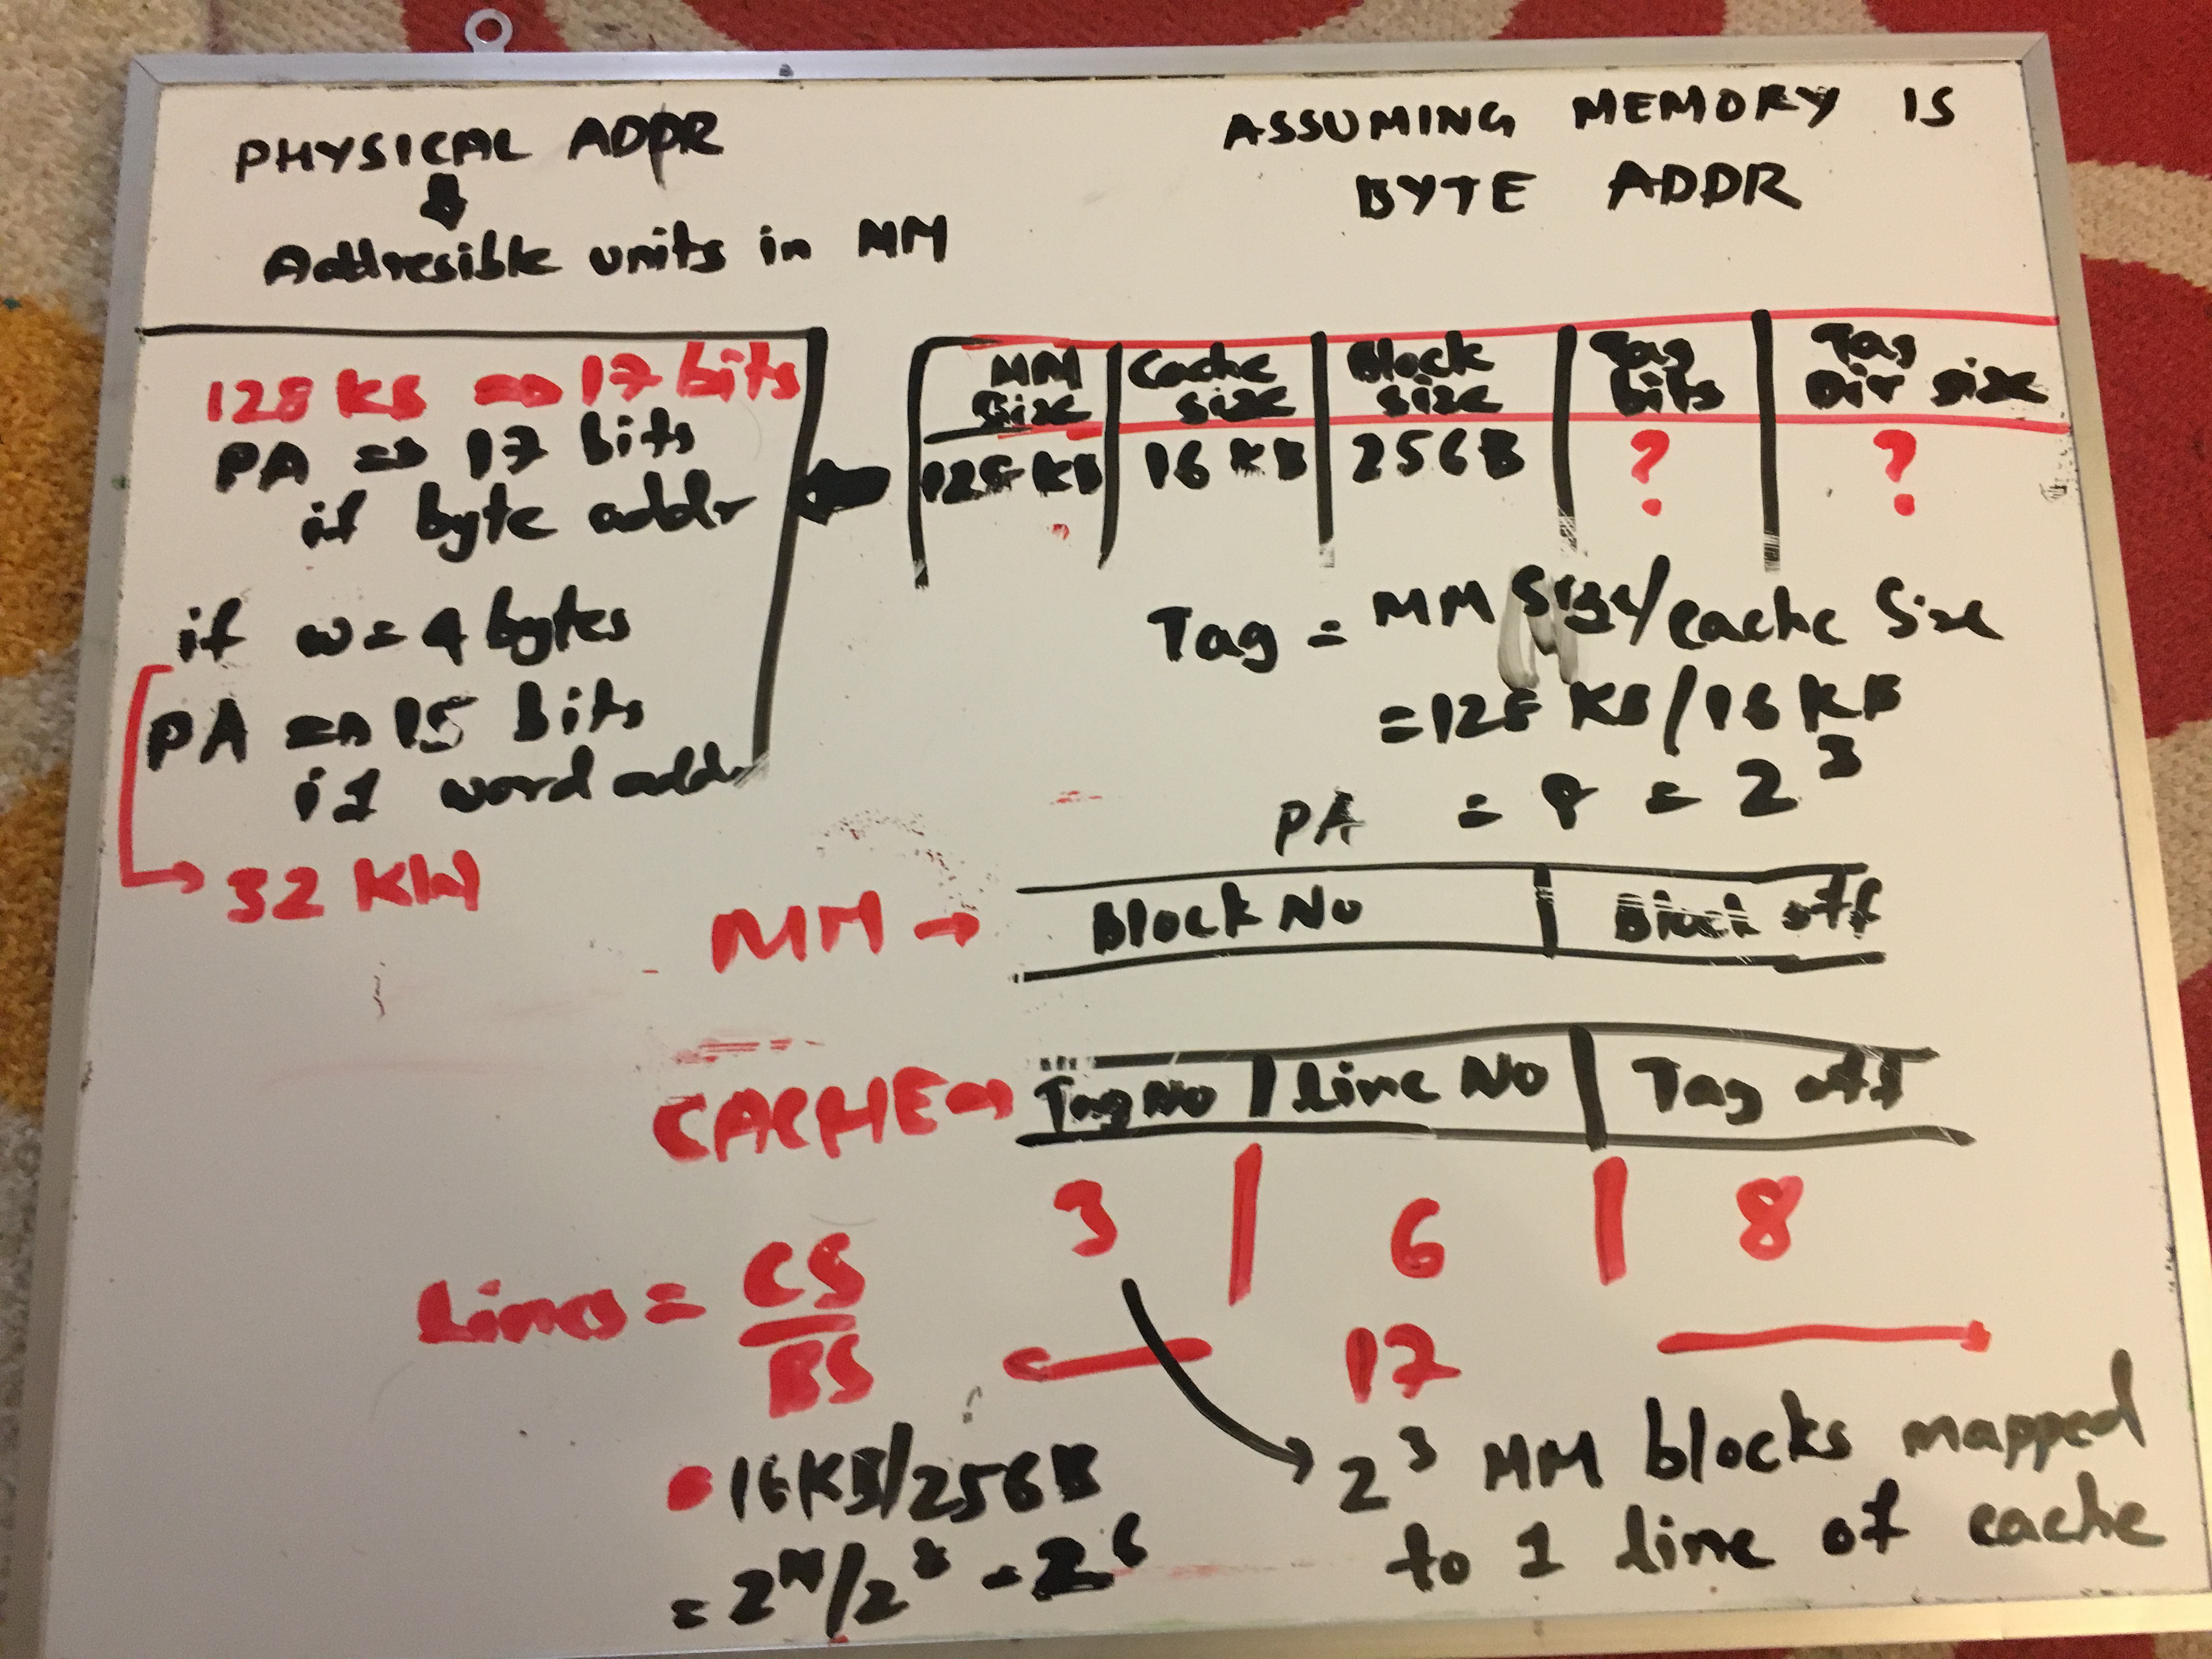 PHYSICAL ADDR
Addresible units in MM
ASSUMING MEMORY IS
BYTE ADDR
128 KB => 17 bits
PA => 17 bits
if byte addr
if w = 4 bytes
PA => 15 bits
if word addr
32 KW
MM Size | Cache size | Block size | Tag bits | Tag Dir size
128 KB | 16 KB | 256B | ? | ?
Tag = MM Size/cache Size
= 128 KB/16 KB
= 8 = 2^3
PA
MM → Block No | Block off
CACHE => Tag No | line No | Tag off
3 | 6 | 8
17
2^3 MM blocks mapped
to 1 line of cache
Lines = CS/BS
= 16KB/256B
= 2^14/2^8 = 2^6